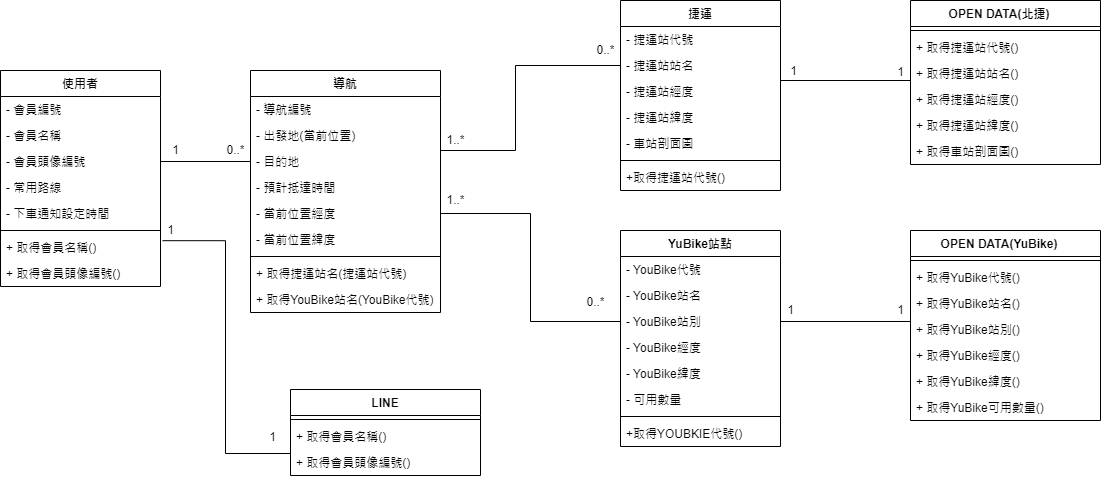 使用者
- 會員編號
- 會員名稱
- 會員頭像編號
- 常用路線
- 下車通知設定時間
+ 取得會員名稱()
+ 取得會員頭像編號()
1
0..*
1
導航
- 導航編號
- 出發地(當前位置)
- 目的地
- 預計抵達時間
- 當前位置經度
- 當前位置緯度
+ 取得捷運站名(捷運站代號)
+ 取得YouBike站名(YouBike代號)
1..*
0..*
1..*
0..*
捷運
- 捷運站代號
- 捷運站站名
- 捷運站經度
- 捷運站緯度
- 車站剖面圖
+取得捷運站代號()
1
1
OPEN DATA(北捷)
+ 取得捷運站代號()
+ 取得捷運站站名()
+ 取得捷運站經度()
+ 取得捷運站緯度()
+ 取得車站剖面圖()
YuBike站點
- YouBike代號
- YouBike站名
- YouBike站別
- YouBike經度
- YouBike緯度
- 可用數量
+取得YOUBKIE代號()
1
1
OPEN DATA(YuBike)
+ 取得YuBike代號()
+ 取得YuBike站名()
+ 取得YuBike站別()
+ 取得YuBike經度()
+ 取得YuBike緯度()
+ 取得YuBike可用數量()
1
LINE
+ 取得會員名稱()
+ 取得會員頭像編號()